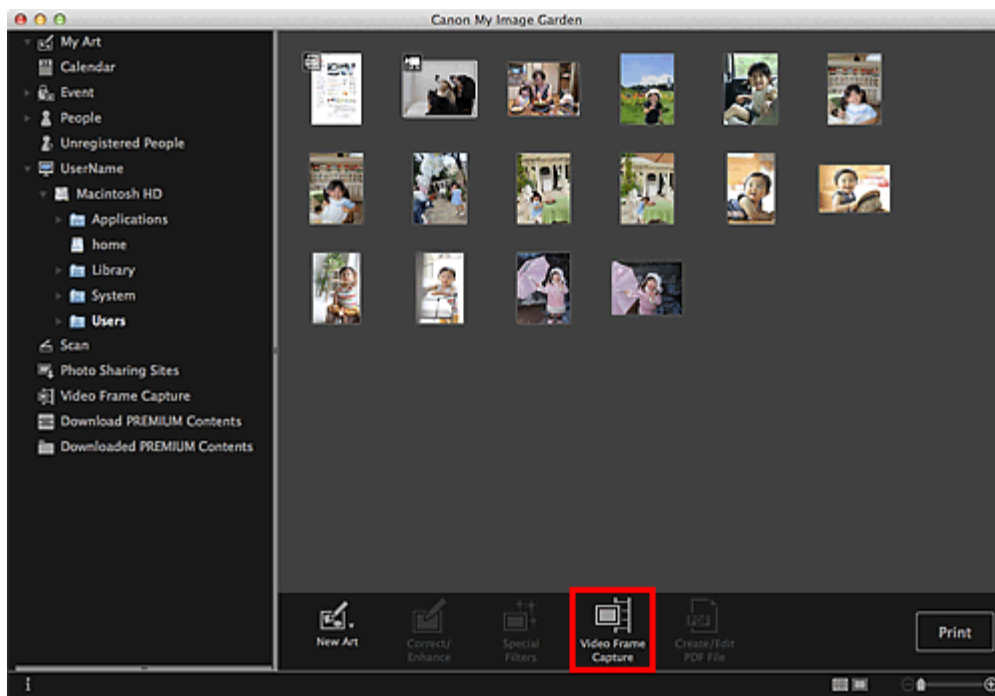 Canon My Image Garden
My Art
Calendar
Event
People
Unregistered People
UserName
Macintosh HD
Applications
home
Library
System
Users
Scan
Photo Sharing Sites
Video Frame Capture
Download PREMIUM Contents
Downloaded PREMIUM Contents
New Art
Correct/
Enhance
Special
Filters
Video Frame
Capture
Create/Edit
PDF File
PDF
Print